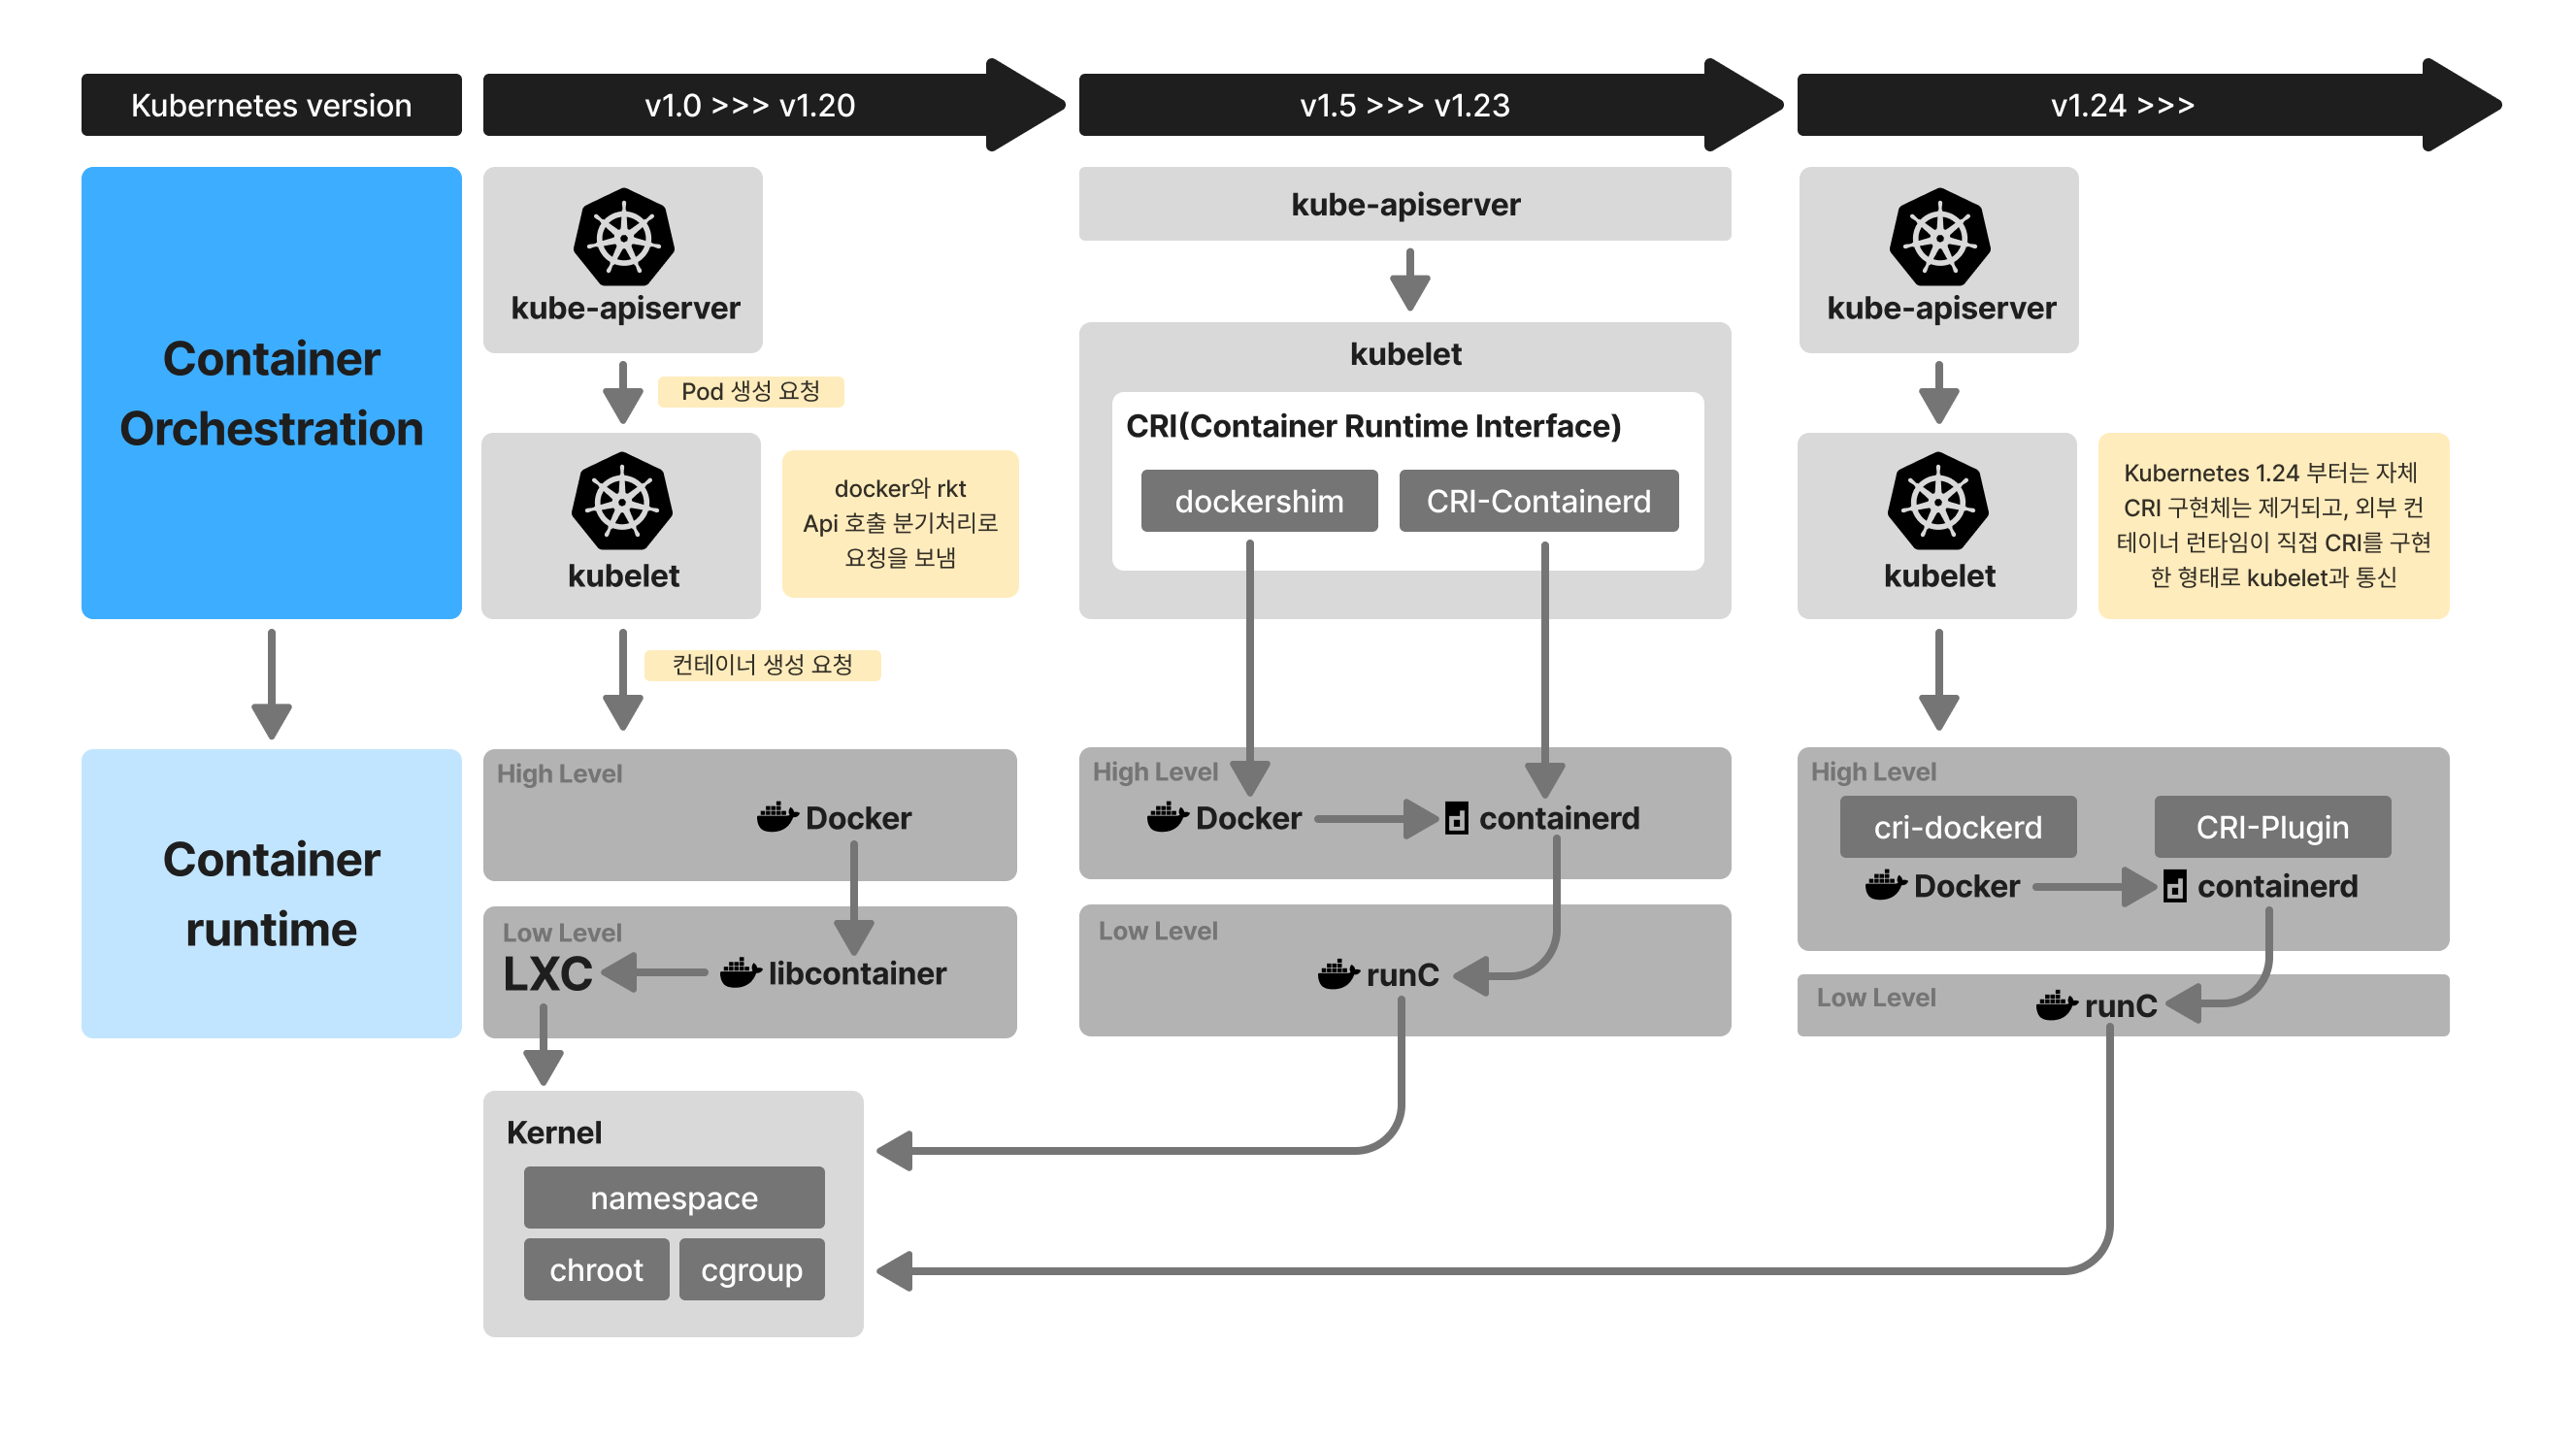 Kubernetes version
v1.0 >>> v1.20
v1.5 >>> v1.23
v1.24 >>>
Container
Orchestration
Container
runtime
kube-apiserver
Pod 생성 요청
kubelet
docker와 rkt
Api 호출 분기처리로
요청을 보냄
컨테이너 생성 요청
High Level
Docker
Low Level
LXC
libcontainer
Kernel
namespace
chroot
cgroup
kube-apiserver
kubelet
CRI(Container Runtime Interface)
dockershim
CRI-Containerd
High Level
Docker
containerd
Low Level
runC
kube-apiserver
kubelet
Kubernetes 1.24 부터는 자체
CRI 구현체는 제거되고, 외부 컨
테이너 런타임이 직접 CRI를 구현
한 형태로 kubelet과 통신
High Level
cri-dockerd
CRI-Plugin
Docker
containerd
Low Level
runC